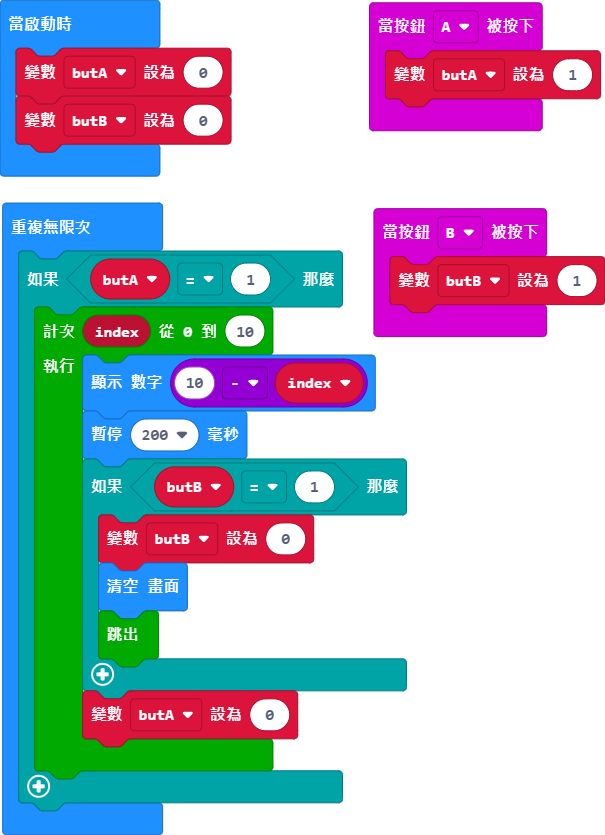 當啟動時
變數 butA 設為 0
變數 butB 設為 0
當按鈕 A 被按下
變數 butA 設為 1
重複無限次
如果 butA = 1 那麼
計次 index 從 0 到 10
執行
顯示 數字 10 - index
暫停 200 毫秒
如果 butB = 1 那麼
變數 butB 設為 0
清空 畫面
跳出
變數 butA 設為 0
當按鈕 B 被按下
變數 butB 設為 1